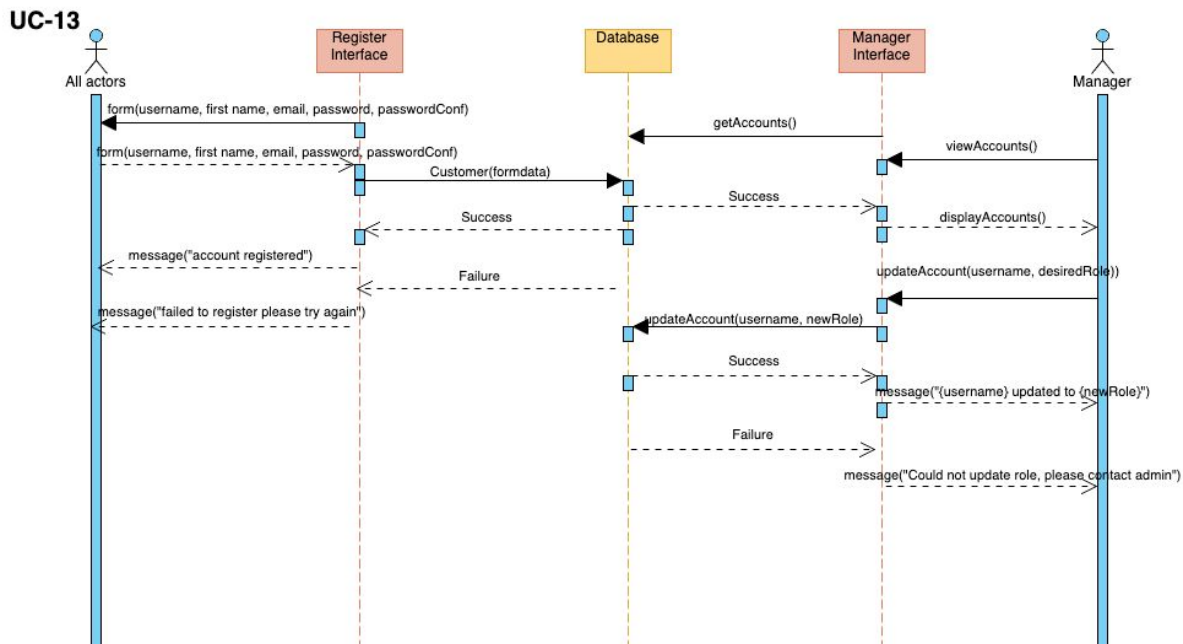 UC-13
All actors
Register
Interface
Database
Manager
Interface
Manager
form(username, first name, email, password, passwordConf)
getAccounts()
viewAccounts()
form(username, first name, email, password, passwordConf)
Customer(formdata)
Success
Success
displayAccounts()
message("account registered")
Failure
updateAccount(username, desiredRole))
message("failed to register please try again")
updateAccount(username, newRole)
Success
message("{username} updated to {newRole}")
Failure
message("Could not update role, please contact admin")